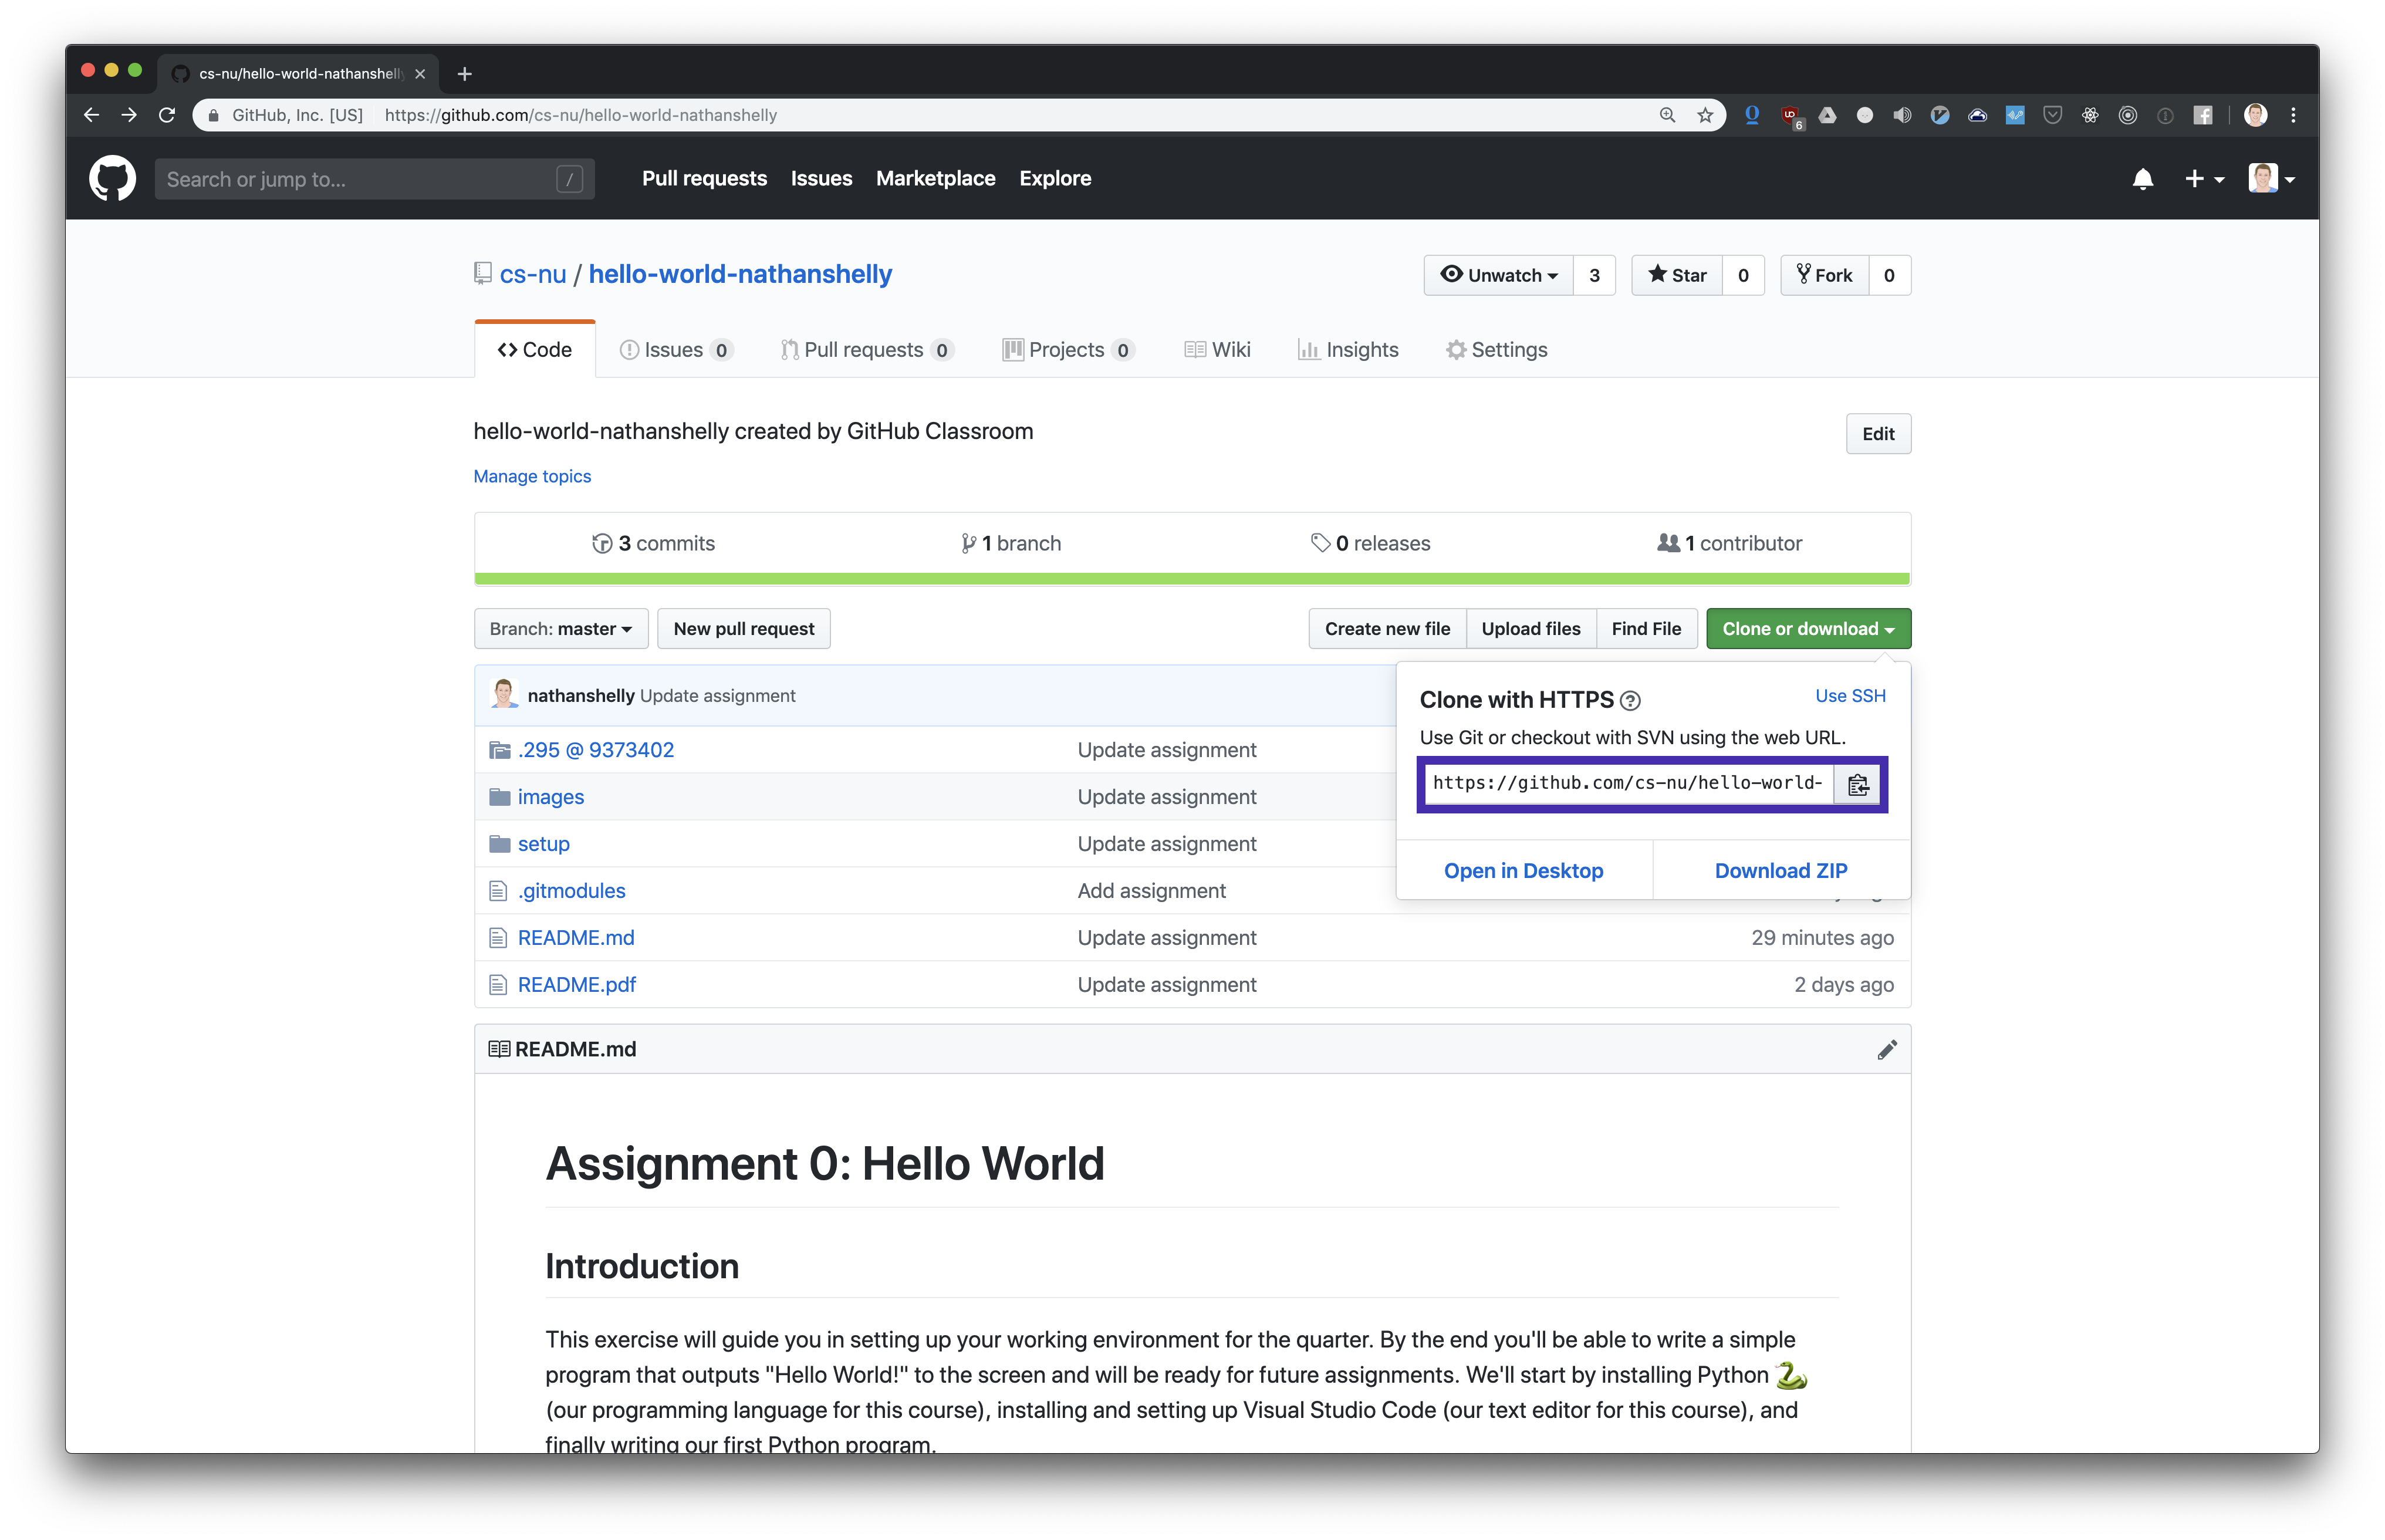 cs-nu/hello-world-nathanshelly
GitHub, Inc. [US] https://github.com/cs-nu/hello-world-nathanshelly
6
Search or jump to... /
Pull requests Issues Marketplace Explore
cs-nu / hello-world-nathanshelly
Unwatch 3 Star 0 Fork 0
Code Issues 0 Pull requests 0 Projects 0 Wiki Insights Settings
hello-world-nathanshelly created by GitHub Classroom
Edit
Manage topics
3 commits 1 branch 0 releases 1 contributor
Branch: master New pull request Create new file Upload files Find File Clone or download
nathanshelly Update assignment
Clone with HTTPS ? Use SSH
Use Git or checkout with SVN using the web URL.
https://github.com/cs-nu/hello-world-
Open in Desktop Download ZIP
.295 @ 9373402 Update assignment
images Update assignment
setup Update assignment
.gitmodules Add assignment
README.md Update assignment 29 minutes ago
README.pdf Update assignment 2 days ago
README.md
Assignment 0: Hello World
Introduction
This exercise will guide you in setting up your working environment for the quarter. By the end you'll be able to write a simple
program that outputs "Hello World!" to the screen and will be ready for future assignments. We'll start by installing Python 🐍
(our programming language for this course), installing and setting up Visual Studio Code (our text editor for this course), and
finally writing our first Python program.